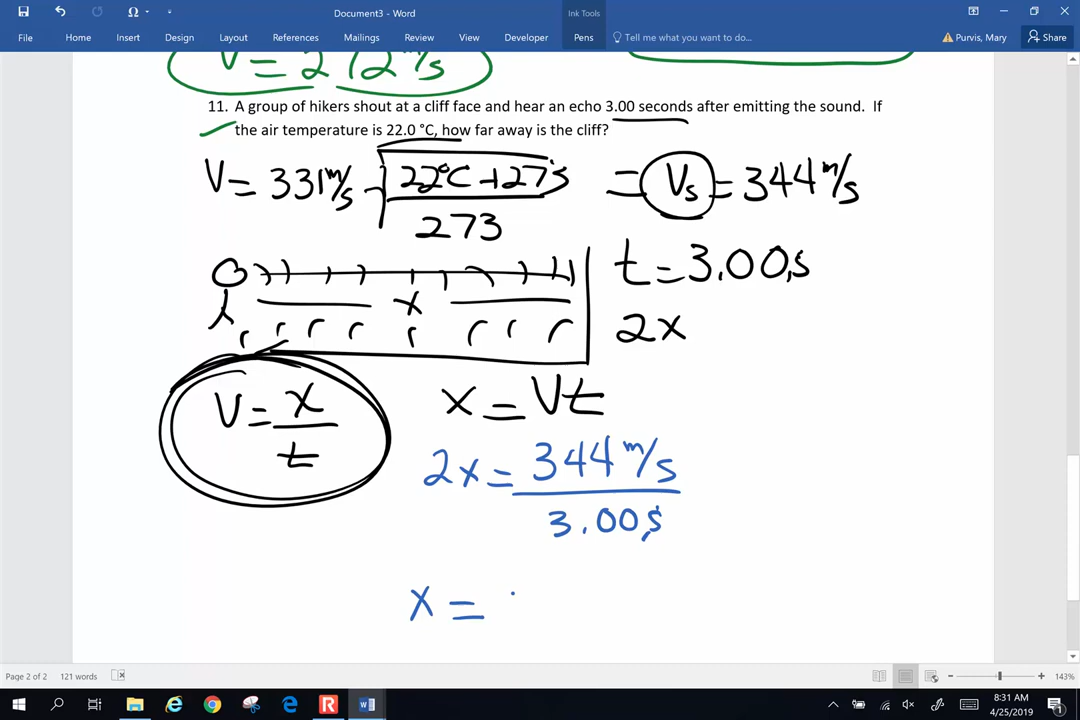 Document3 - Word
Ink Tools
File Home Insert Design Layout References Mailings Review View Developer Pens Tell me what you want to do... Purvis, Mary Share
V = 212 m/s
11. A group of hikers shout at a cliff face and hear an echo 3.00 seconds after emitting the sound. If
the air temperature is 22.0 °C, how far away is the cliff?
V = 331 m/s √ 22°C + 273 / 273 = Vs = 344 m/s
t = 3.00 s
x
2x
V = x / t
x = Vt
2x = 344 m/s / 3.00 s
x =
Page 2 of 2 121 words 143%
8:31 AM
4/25/2019